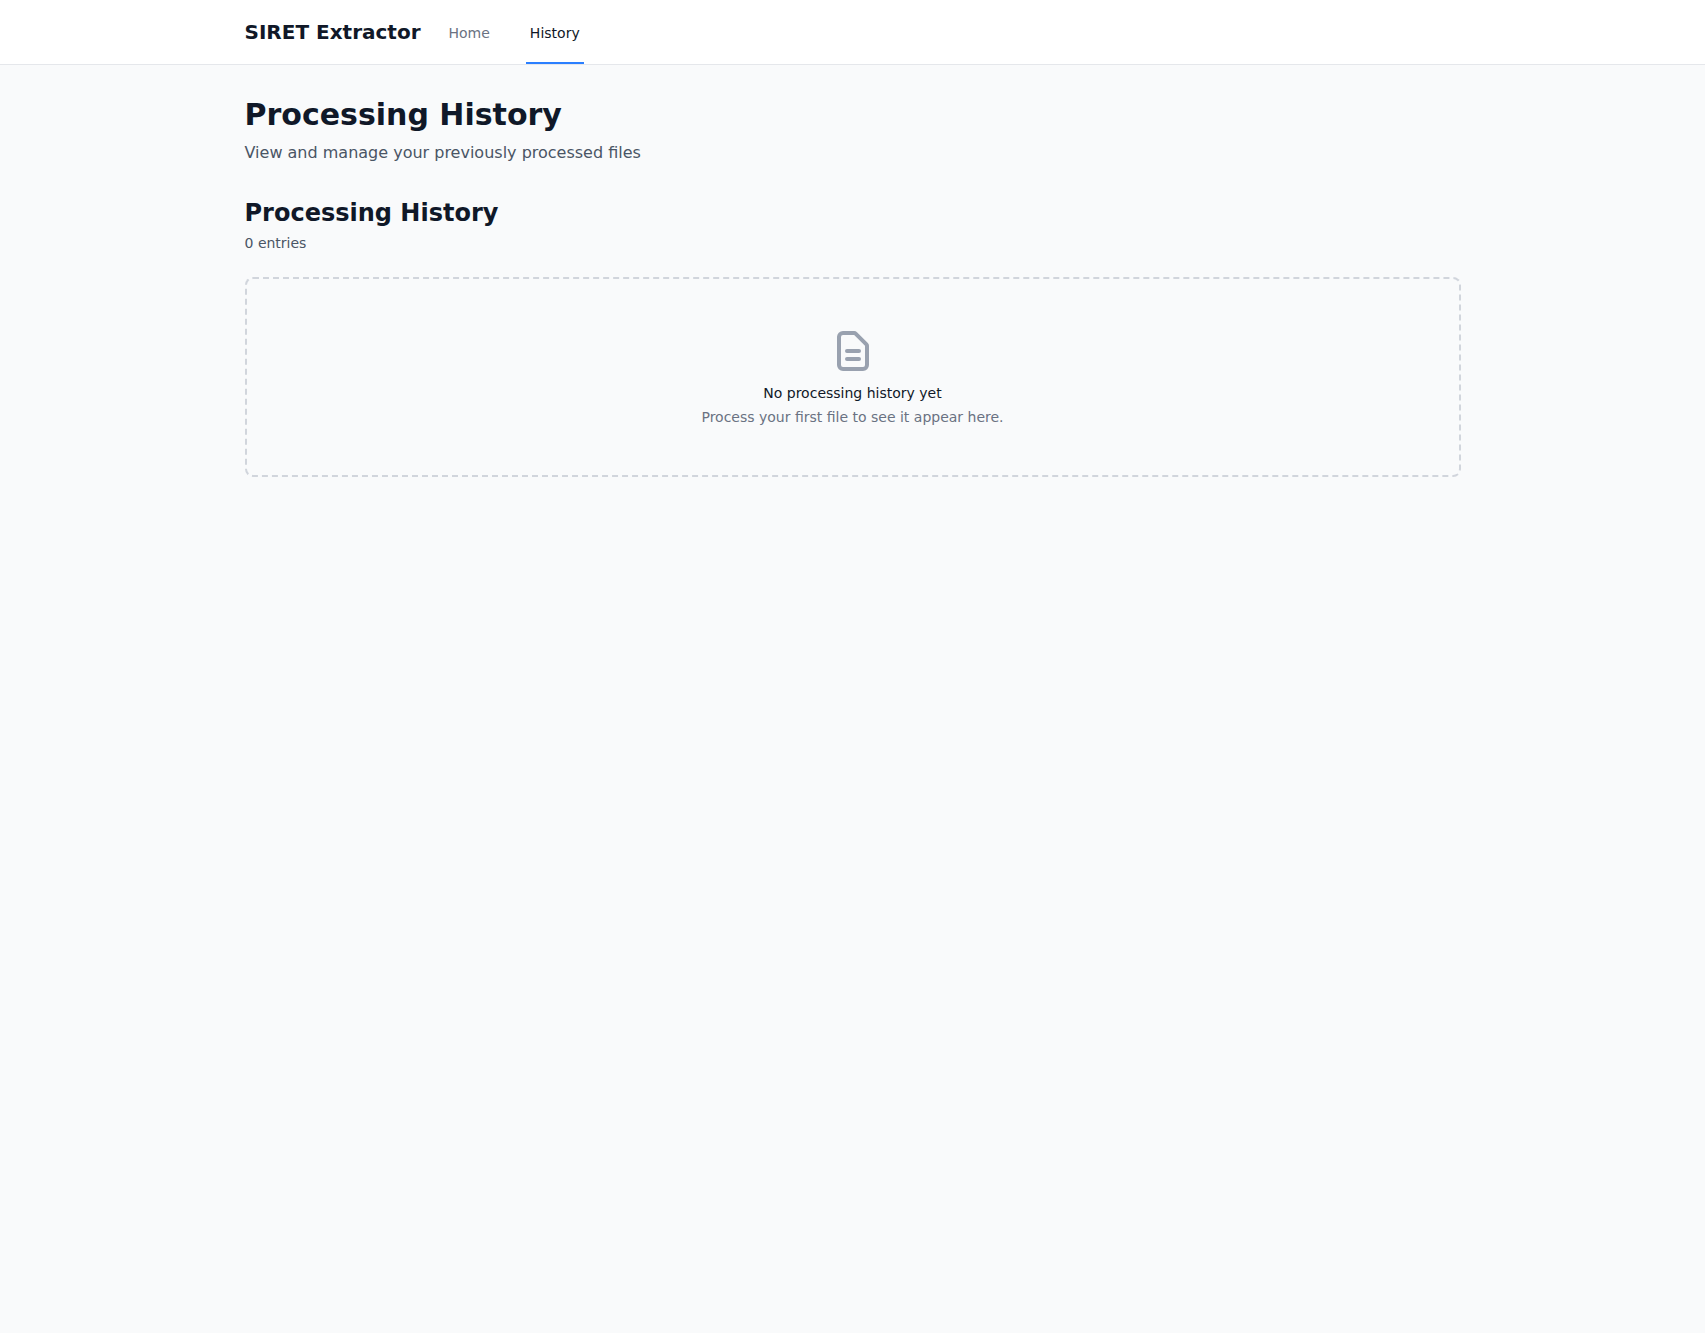 SIRET Extractor Home History
Processing History
View and manage your previously processed files
Processing History
0 entries
No processing history yet
Process your first file to see it appear here.